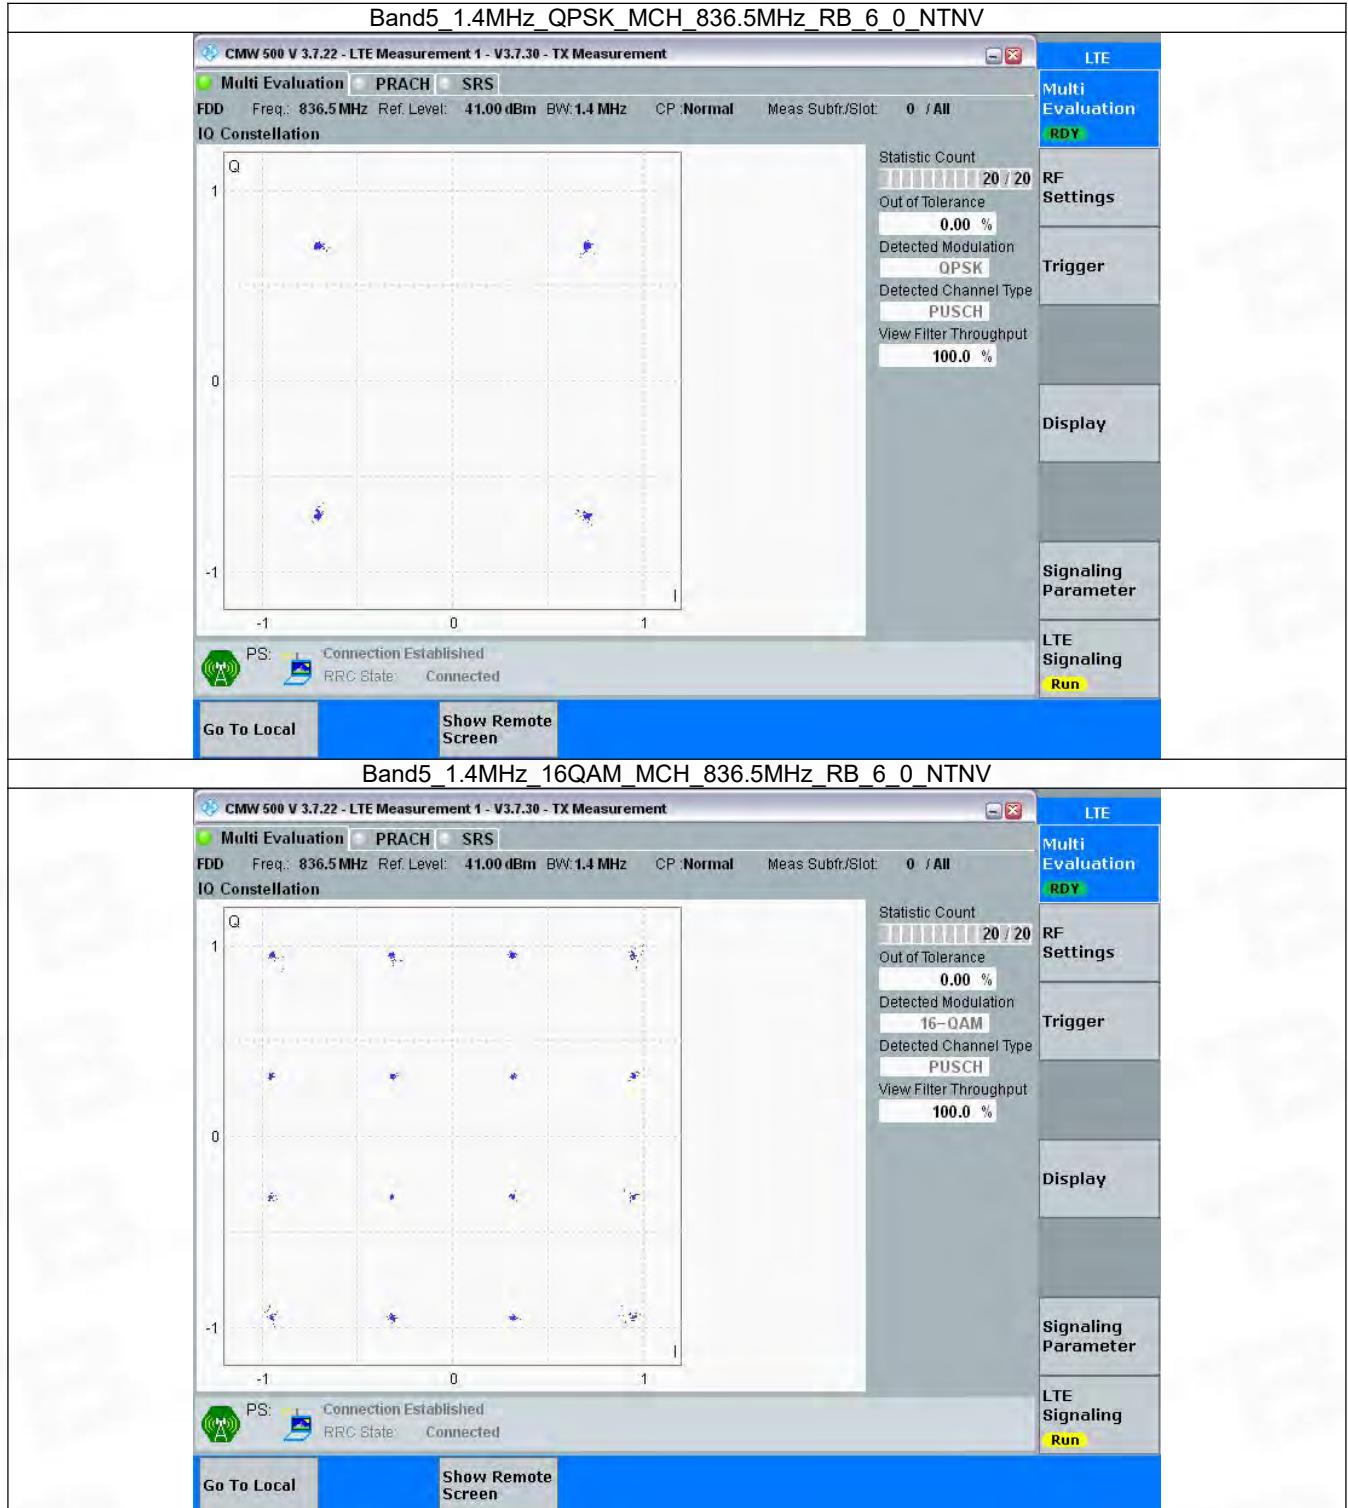 Band5_1.4MHz_QPSK_MCH_836.5MHz_RB_6_0_NTNV
CMW 500 V 3.7.22 - LTE Measurement 1 - V3.7.30 - TX Measurement
LTE
Multi Evaluation PRACH SRS
Multi
Evaluation
RDY
FDD Freq.: 836.5 MHz Ref. Level: 41.00 dBm BW: 1.4 MHz CP :Normal Meas Subfr./Slot: 0 / All
IQ Constellation
Q
1
0
-1
I
-1 0 1
Statistic Count
20 / 20
Out of Tolerance
0.00 %
Detected Modulation
QPSK
Detected Channel Type
PUSCH
View Filter Throughput
100.0 %
RF
Settings
Trigger
Display
Signaling
Parameter
LTE
Signaling
Run
PS: Connection Established
RRC State: Connected
Go To Local
Show Remote
Screen
Band5_1.4MHz_16QAM_MCH_836.5MHz_RB_6_0_NTNV
CMW 500 V 3.7.22 - LTE Measurement 1 - V3.7.30 - TX Measurement
LTE
Multi Evaluation PRACH SRS
Multi
Evaluation
RDY
FDD Freq.: 836.5 MHz Ref. Level: 41.00 dBm BW: 1.4 MHz CP :Normal Meas Subfr./Slot: 0 / All
IQ Constellation
Q
1
0
-1
I
-1 0 1
Statistic Count
20 / 20
Out of Tolerance
0.00 %
Detected Modulation
16-QAM
Detected Channel Type
PUSCH
View Filter Throughput
100.0 %
RF
Settings
Trigger
Display
Signaling
Parameter
LTE
Signaling
Run
PS: Connection Established
RRC State: Connected
Go To Local
Show Remote
Screen